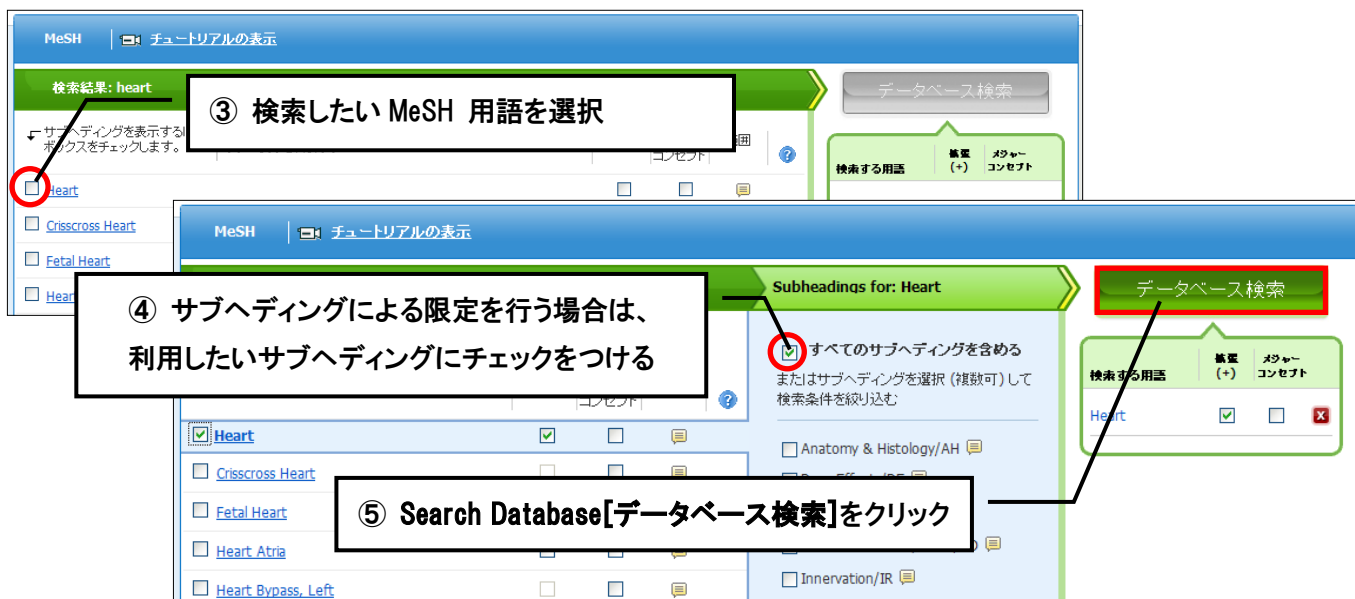 MeSH チュートリアルの表示
検索結果: heart
③ 検索したい MeSH 用語を選択
データベース検索
サブヘディングを表示する
ボックスをチェックします。
コンセプト
検索する用語
拡張
(+)
メジャー
コンセプト
Heart
Crisscross Heart
Fetal Heart
Hear
MeSH チュートリアルの表示
④ サブヘディングによる限定を行う場合は、
利用したいサブヘディングにチェックをつける
Subheadings for: Heart
データベース検索
すべてのサブヘディングを含める
またはサブヘディングを選択 (複数可) して
検索条件を絞り込む
検索する用語
拡張
(+)
メジャー
コンセプト
Heart
コンセプト
Heart
Anatomy & Histology/AH
Crisscross Heart
Fetal Heart
⑤ Search Database[データベース検索]をクリック
Heart Atria
Innervation/IR
Heart Bypass, Left